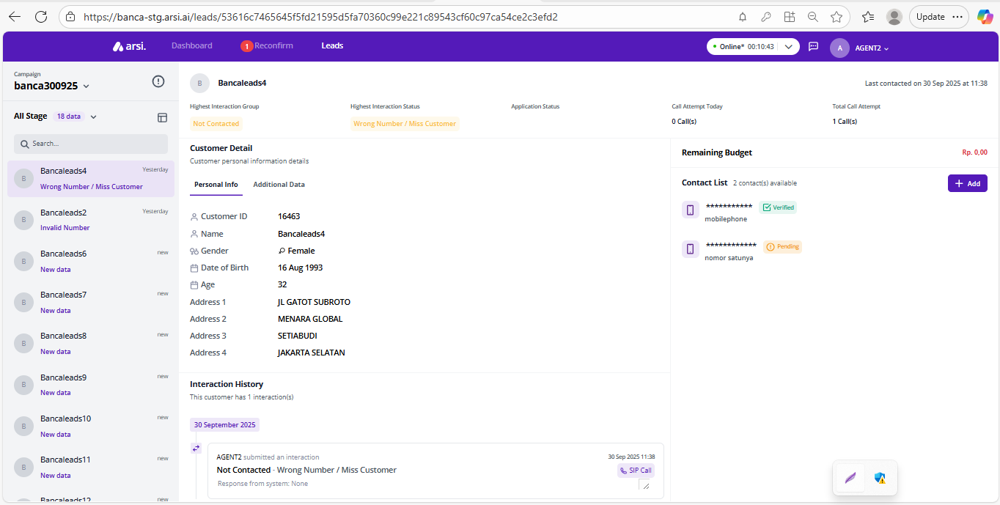 https://banca-stg.arsi.ai/leads/53616c7465645f5fd21595d5fa70360c99e221c89543cf60c97ca54ce2c3efd2
Update
arsi.
Dashboard
1 Reconfirm
Leads
Online* 00:10:43
A AGENT2
Campaign
banca300925
All Stage 18 data
Search...
B Bancaleads4 Yesterday
Wrong Number / Miss Customer
B Bancaleads2 Yesterday
Invalid Number
B Bancaleads6 new
New data
B Bancaleads7 new
New data
B Bancaleads8 new
New data
B Bancaleads9 new
New data
B Bancaleads10 new
New data
B Bancaleads11 new
New data
Bancaleads12 new
B Bancaleads4
Last contacted on 30 Sep 2025 at 11:38
Highest Interaction Group
Not Contacted
Highest Interaction Status
Wrong Number / Miss Customer
Application Status
Call Attempt Today
0 Call(s)
Total Call Attempt
1 Call(s)
Customer Detail
Customer personal information details
Personal Info Additional Data
Customer ID 16463
Name Bancaleads4
Gender Female
Date of Birth 16 Aug 1993
Age 32
Address 1 JL GATOT SUBROTO
Address 2 MENARA GLOBAL
Address 3 SETIABUDI
Address 4 JAKARTA SELATAN
Interaction History
This customer has 1 interaction(s)
30 September 2025
AGENT2 submitted an interaction 30 Sep 2025 11:38
Not Contacted - Wrong Number / Miss Customer SIP Call
Response from system: None
Remaining Budget Rp. 0,00
Contact List 2 contact(s) available
+ Add
*********** Verified
mobilephone
************ Pending
nomor satunya